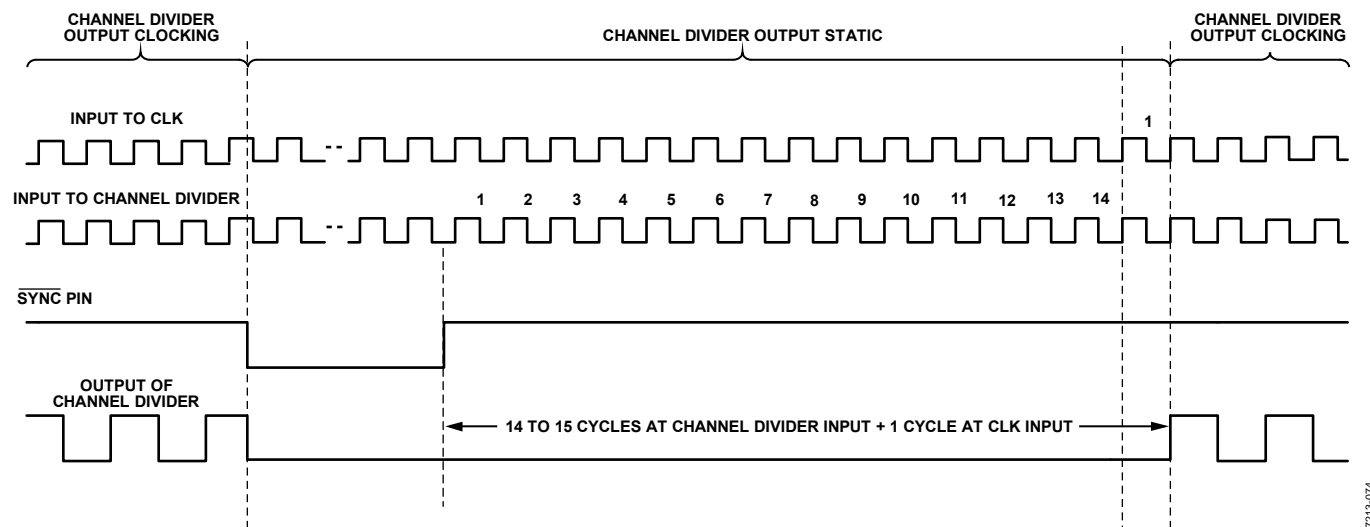 CHANNEL DIVIDER
OUTPUT CLOCKING
CHANNEL DIVIDER OUTPUT STATIC
CHANNEL DIVIDER
OUTPUT CLOCKING
INPUT TO CLK
1
INPUT TO CHANNEL DIVIDER
1 2 3 4 5 6 7 8 9 10 11 12 13 14
SYNC PIN
OUTPUT OF
CHANNEL DIVIDER
14 TO 15 CYCLES AT CHANNEL DIVIDER INPUT + 1 CYCLE AT CLK INPUT